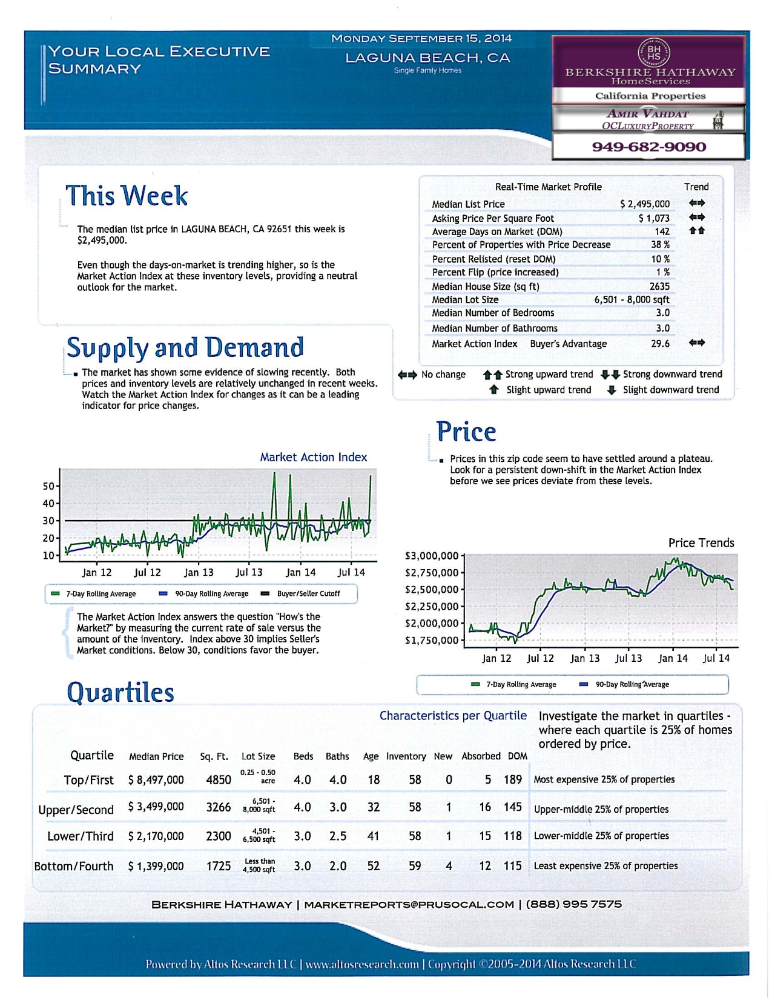 YOUR LOCAL EXECUTIVE
SUMMARY
MONDAY SEPTEMBER 15, 2014
LAGUNA BEACH, CA
Single Family Homes
BH
HS
BERKSHIRE HATHAWAY
HomeServices
California Properties
AMIR VAHDAT
OCLUXURYPROPERTY
949-682-9090
This Week
The median list price in LAGUNA BEACH, CA 92651 this week is
$2,495,000.
Even though the days-on-market is trending higher, so is the
Market Action Index at these inventory levels, providing a neutral
outlook for the market.
Real-Time Market Profile Trend
Median List Price $ 2,495,000
Asking Price Per Square Foot $ 1,073
Average Days on Market (DOM) 142
Percent of Properties with Price Decrease 38 %
Percent Relisted (reset DOM) 10 %
Percent Flip (price increased) 1 %
Median House Size (sq ft) 2635
Median Lot Size 6,501 - 8,000 sqft
Median Number of Bedrooms 3.0
Median Number of Bathrooms 3.0
Market Action Index Buyer's Advantage 29.6
No change Strong upward trend Strong downward trend
Slight upward trend Slight downward trend
Supply and Demand
The market has shown some evidence of slowing recently. Both
prices and inventory levels are relatively unchanged in recent weeks.
Watch the Market Action Index for changes as it can be a leading
indicator for price changes.
Market Action Index
50
40
30
20
10
Jan 12 Jul 12 Jan 13 Jul 13 Jan 14 Jul 14
7-Day Rolling Average 90-Day Rolling Average Buyer/Seller Cutoff
The Market Action Index answers the question "How's the
Market?" by measuring the current rate of sale versus the
amount of the inventory. Index above 30 implies Seller's
Market conditions. Below 30, conditions favor the buyer.
Price
Prices in this zip code seem to have settled around a plateau.
Look for a persistent down-shift in the Market Action Index
before we see prices deviate from these levels.
Price Trends
$3,000,000
$2,750,000
$2,500,000
$2,250,000
$2,000,000
$1,750,000
Jan 12 Jul 12 Jan 13 Jul 13 Jan 14 Jul 14
7-Day Rolling Average 90-Day Rolling Average
Quartiles
Characteristics per Quartile
Investigate the market in quartiles -
where each quartile is 25% of homes
ordered by price.
Quartile Median Price Sq. Ft. Lot Size Beds Baths Age Inventory New Absorbed DOM
Top/First $ 8,497,000 4850 0.25 - 0.50 acre 4.0 4.0 18 58 0 5 189 Most expensive 25% of properties
Upper/Second $ 3,499,000 3266 6,501 - 8,000 sqft 4.0 3.0 32 58 1 16 145 Upper-middle 25% of properties
Lower/Third $ 2,170,000 2300 4,501 - 6,500 sqft 3.0 2.5 41 58 1 15 118 Lower-middle 25% of properties
Bottom/Fourth $ 1,399,000 1725 Less than 4,500 sqft 3.0 2.0 52 59 4 12 115 Least expensive 25% of properties
BERKSHIRE HATHAWAY | MARKETREPORTS@PRUSOCAL.COM | (888) 995 7575
Powered by Altos Research LLC | www.altosresearch.com | Copyright ©2005-2014 Altos Research LLC